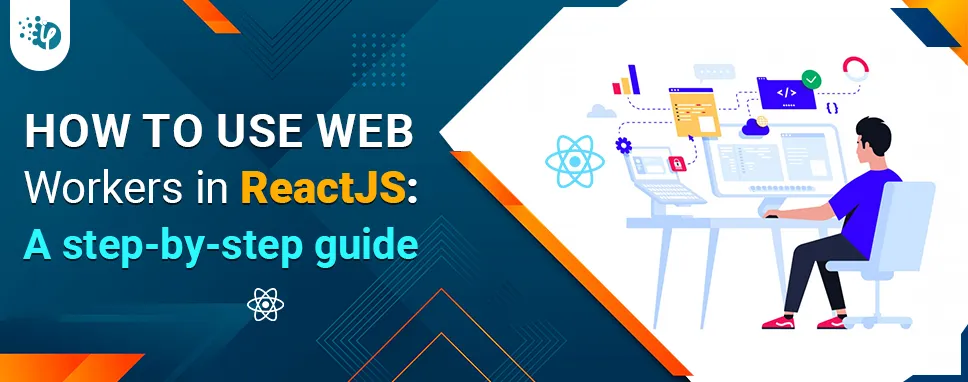 HOW TO USE WEB
Workers in ReactJS:
A step-by-step guide
</>
{}